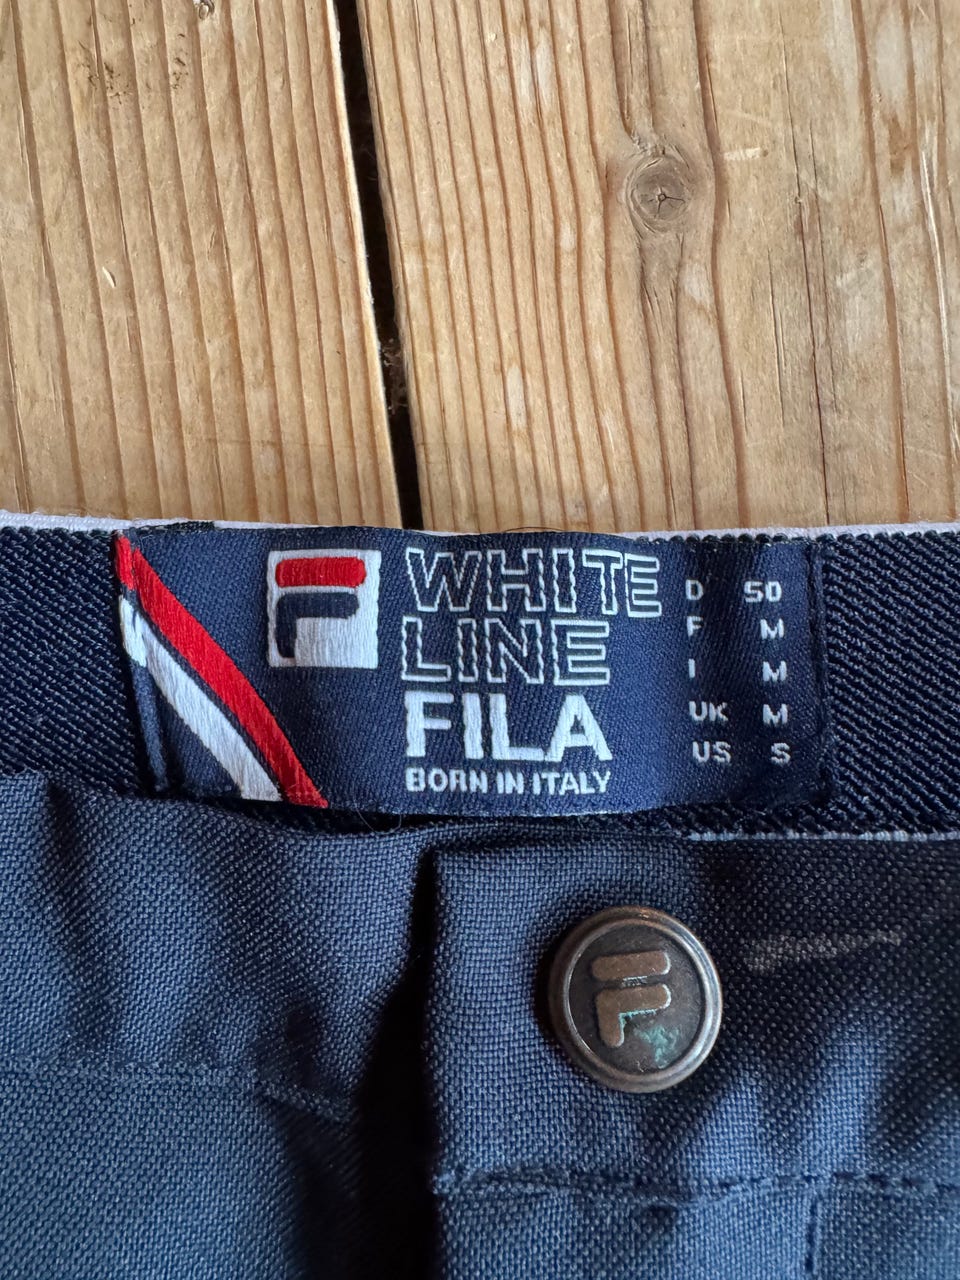 WHITE
LINE
FILA
BORN IN ITALY
D 50
F M
I M
UK M
US S